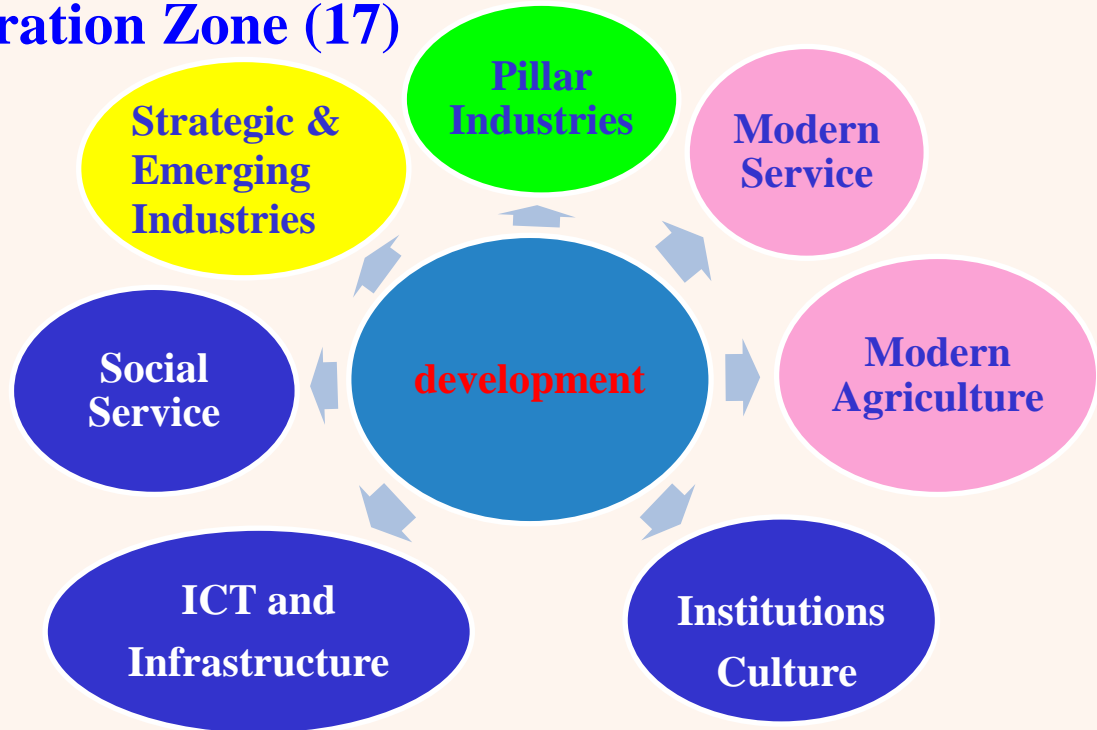 ration Zone (17)
Pillar
Industries
Strategic &
Emerging
Industries
Modern
Service
Social
Service
development
Modern
Agriculture
ICT and
Infrastructure
Institutions
Culture